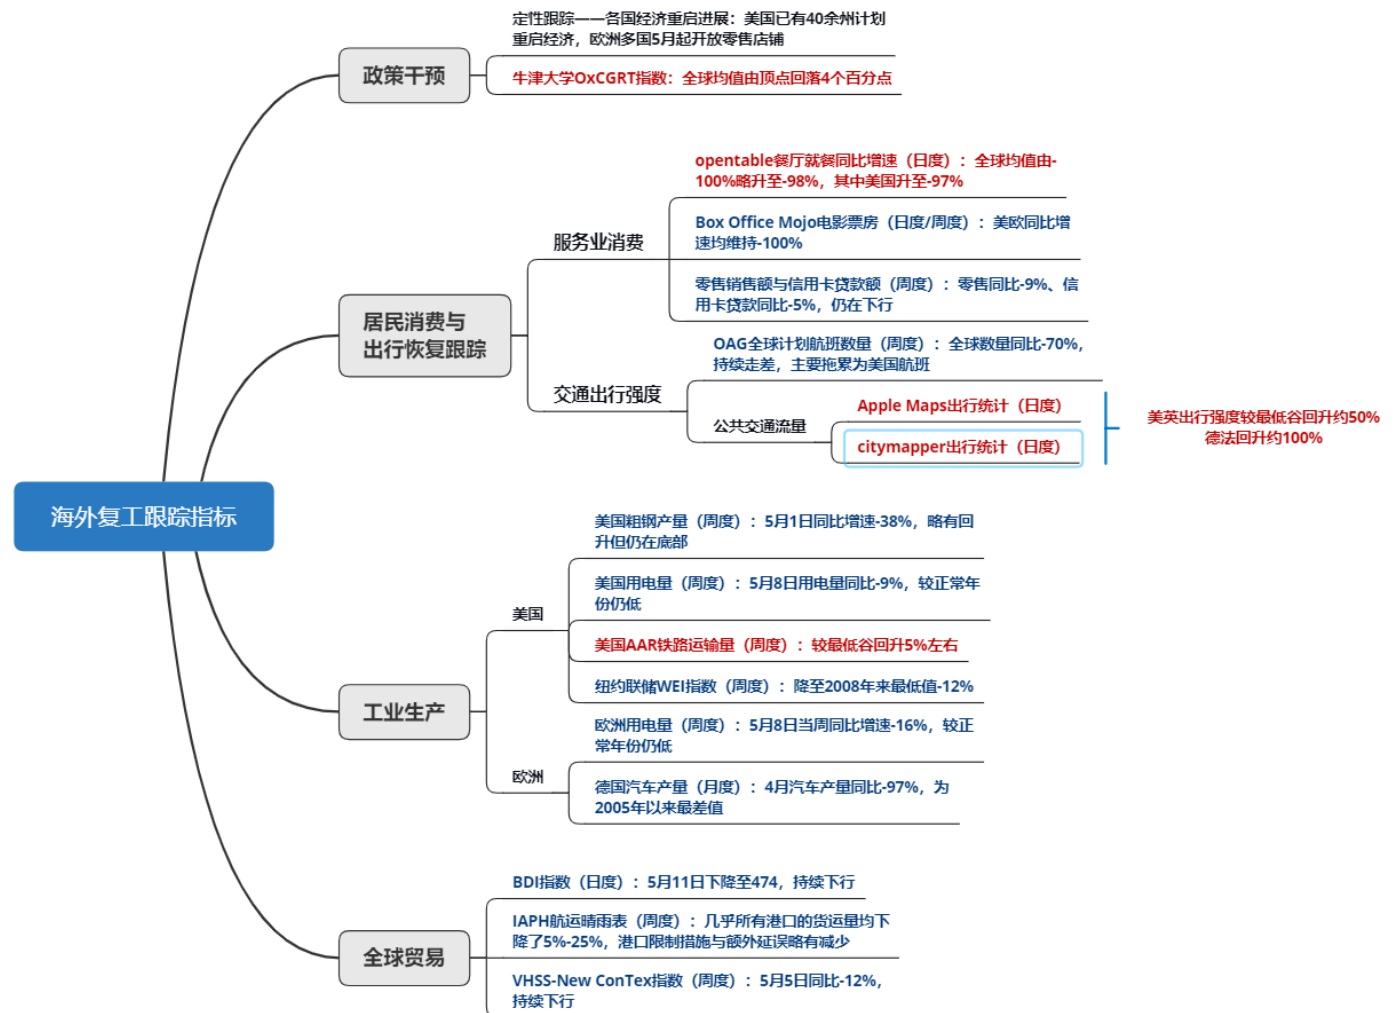 海外复工跟踪指标
政策干预
定性跟踪——各国经济重启进展：美国已有40余州计划
重启经济，欧洲多国5月起开放零售店铺
牛津大学OxCGRT指数：全球均值由顶点回落4个百分点
居民消费与
出行恢复跟踪
服务业消费
opentable餐厅就餐同比增速（日度）：全球均值由-
100%略升至-98%，其中美国升至-97%
Box Office Mojo电影票房（日度/周度）：美欧同比增
速均维持-100%
零售销售额与信用卡贷款额（周度）：零售同比-9%、信
用卡贷款同比-5%，仍在下行
交通出行强度
OAG全球计划航班数量（周度）：全球数量同比-70%，
持续走差，主要拖累为美国航班
公共交通流量
Apple Maps出行统计（日度）
citymapper出行统计（日度）
美英出行强度较最低谷回升约50%
德法回升约100%
工业生产
美国
美国粗钢产量（周度）：5月1日同比增速-38%，略有回
升但仍在底部
美国用电量（周度）：5月8日用电量同比-9%，较正常年
份仍低
美国AAR铁路运输量（周度）：较最低谷回升5%左右
纽约联储WEI指数（周度）：降至2008年来最低值-12%
欧洲
欧洲用电量（周度）：5月8日当周同比增速-16%，较正
常年份仍低
德国汽车产量（月度）：4月汽车产量同比-97%，为
2005年以来最差值
全球贸易
BDI指数（日度）：5月11日下降至474，持续下行
IAPH航运晴雨表（周度）：几乎所有港口的货运量均下
降了5%-25%，港口限制措施与额外延误略有减少
VHSS-New ConTex指数（周度）：5月5日同比-12%，
持续下行